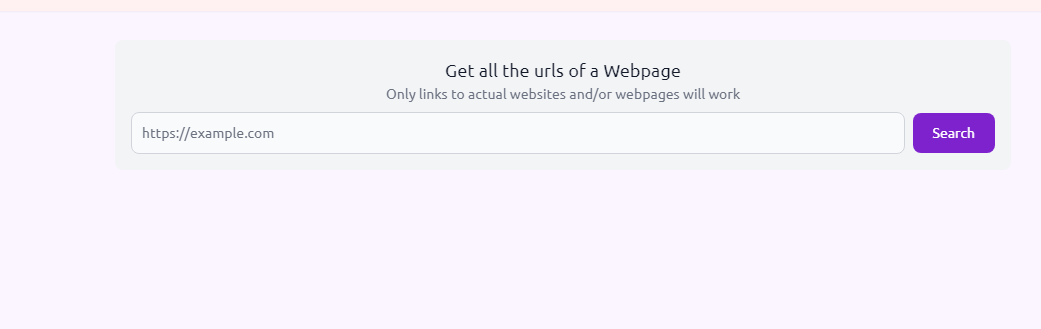 Get all the urls of a Webpage
Only links to actual websites and/or webpages will work
https://example.com
Search